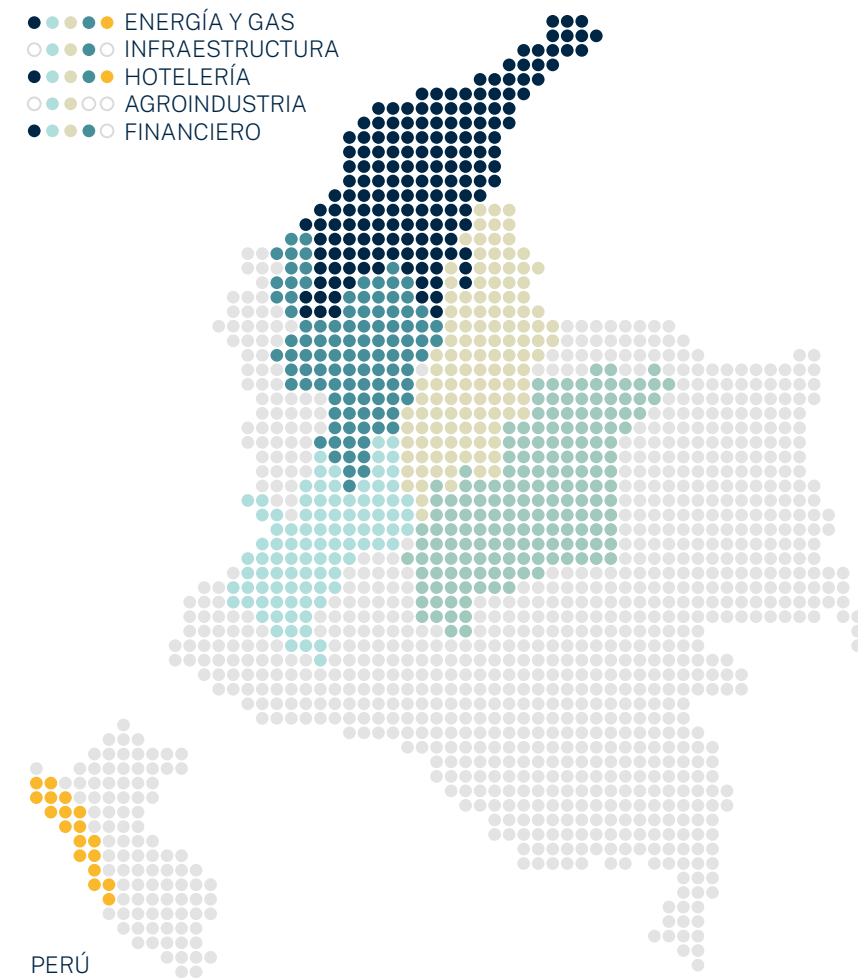 ENERGÍA Y GAS
INFRAESTRUCTURA
HOTELERÍA
AGROINDUSTRIA
FINANCIERO
PERÚ